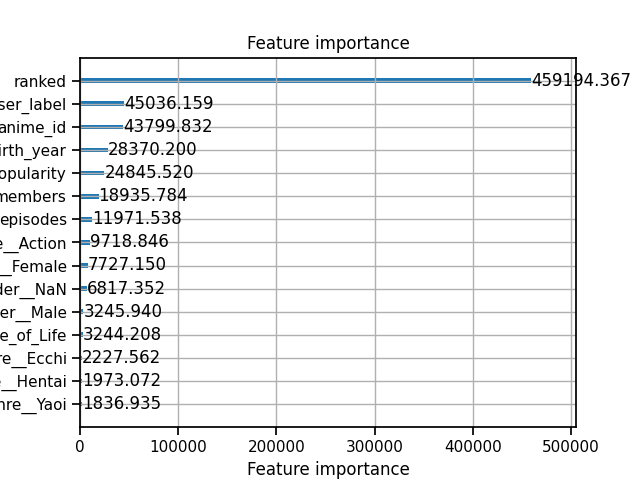 Feature importance
ranked 459194.367
ser_label 45036.159
anime_id 43799.832
irth_year 28370.200
opularity 24845.520
members 18935.784
episodes 11971.538
e__Action 9718.846
__Female 7727.150
der__NaN 6817.352
er__Male 3245.940
e_of_Life 3244.208
re__Ecchi 2227.562
e__Hentai 1973.072
nre__Yaoi 1836.935
0 100000 200000 300000 400000 500000
Feature importance